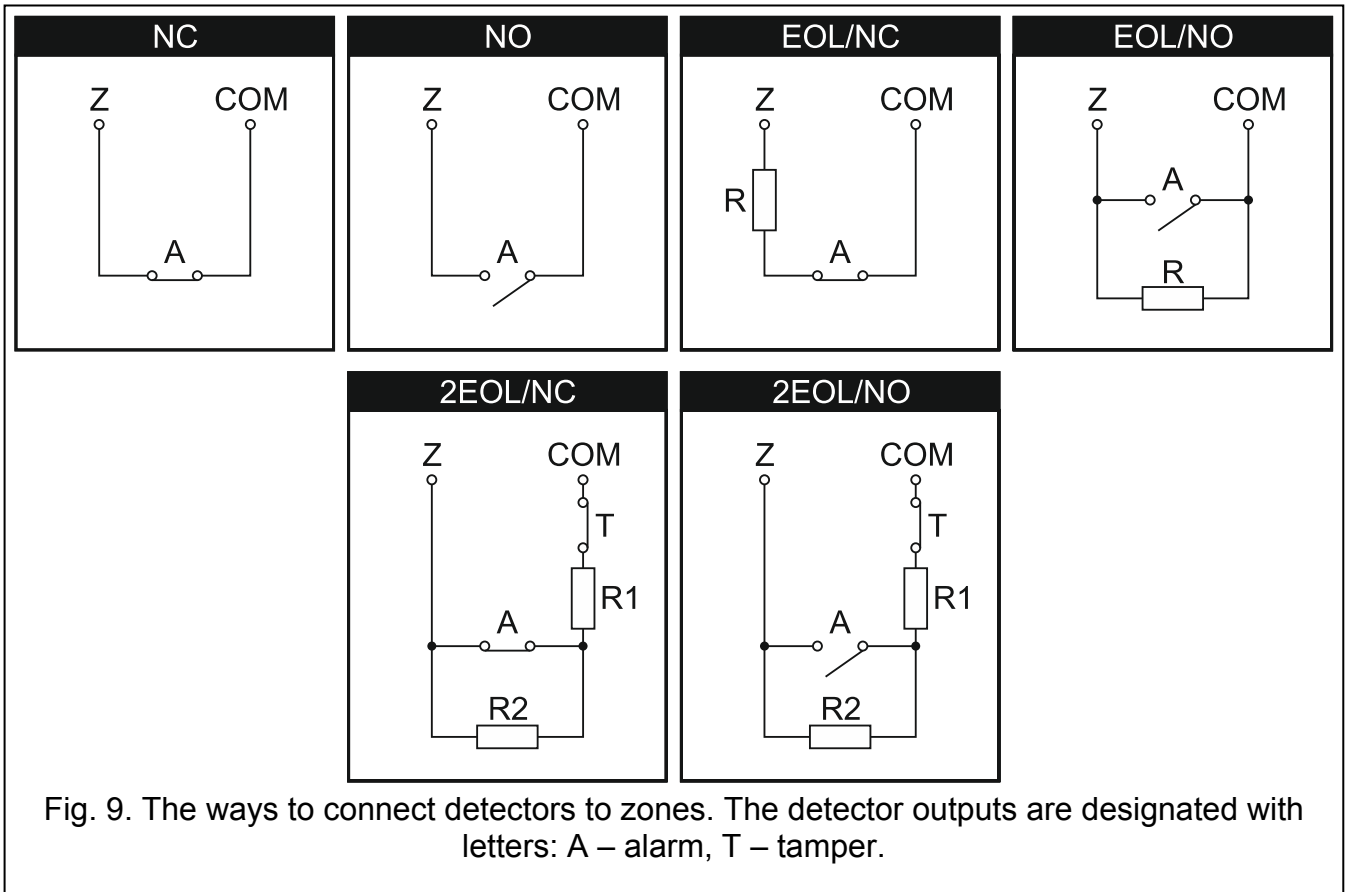 NC
Z COM
A
NO
Z COM
A
EOL/NC
Z COM
R
A
EOL/NO
Z COM
A
R
2EOL/NC
Z COM
T
R1
A
R2
2EOL/NO
Z COM
T
R1
A
R2
Fig. 9. The ways to connect detectors to zones. The detector outputs are designated with
letters: A – alarm, T – tamper.